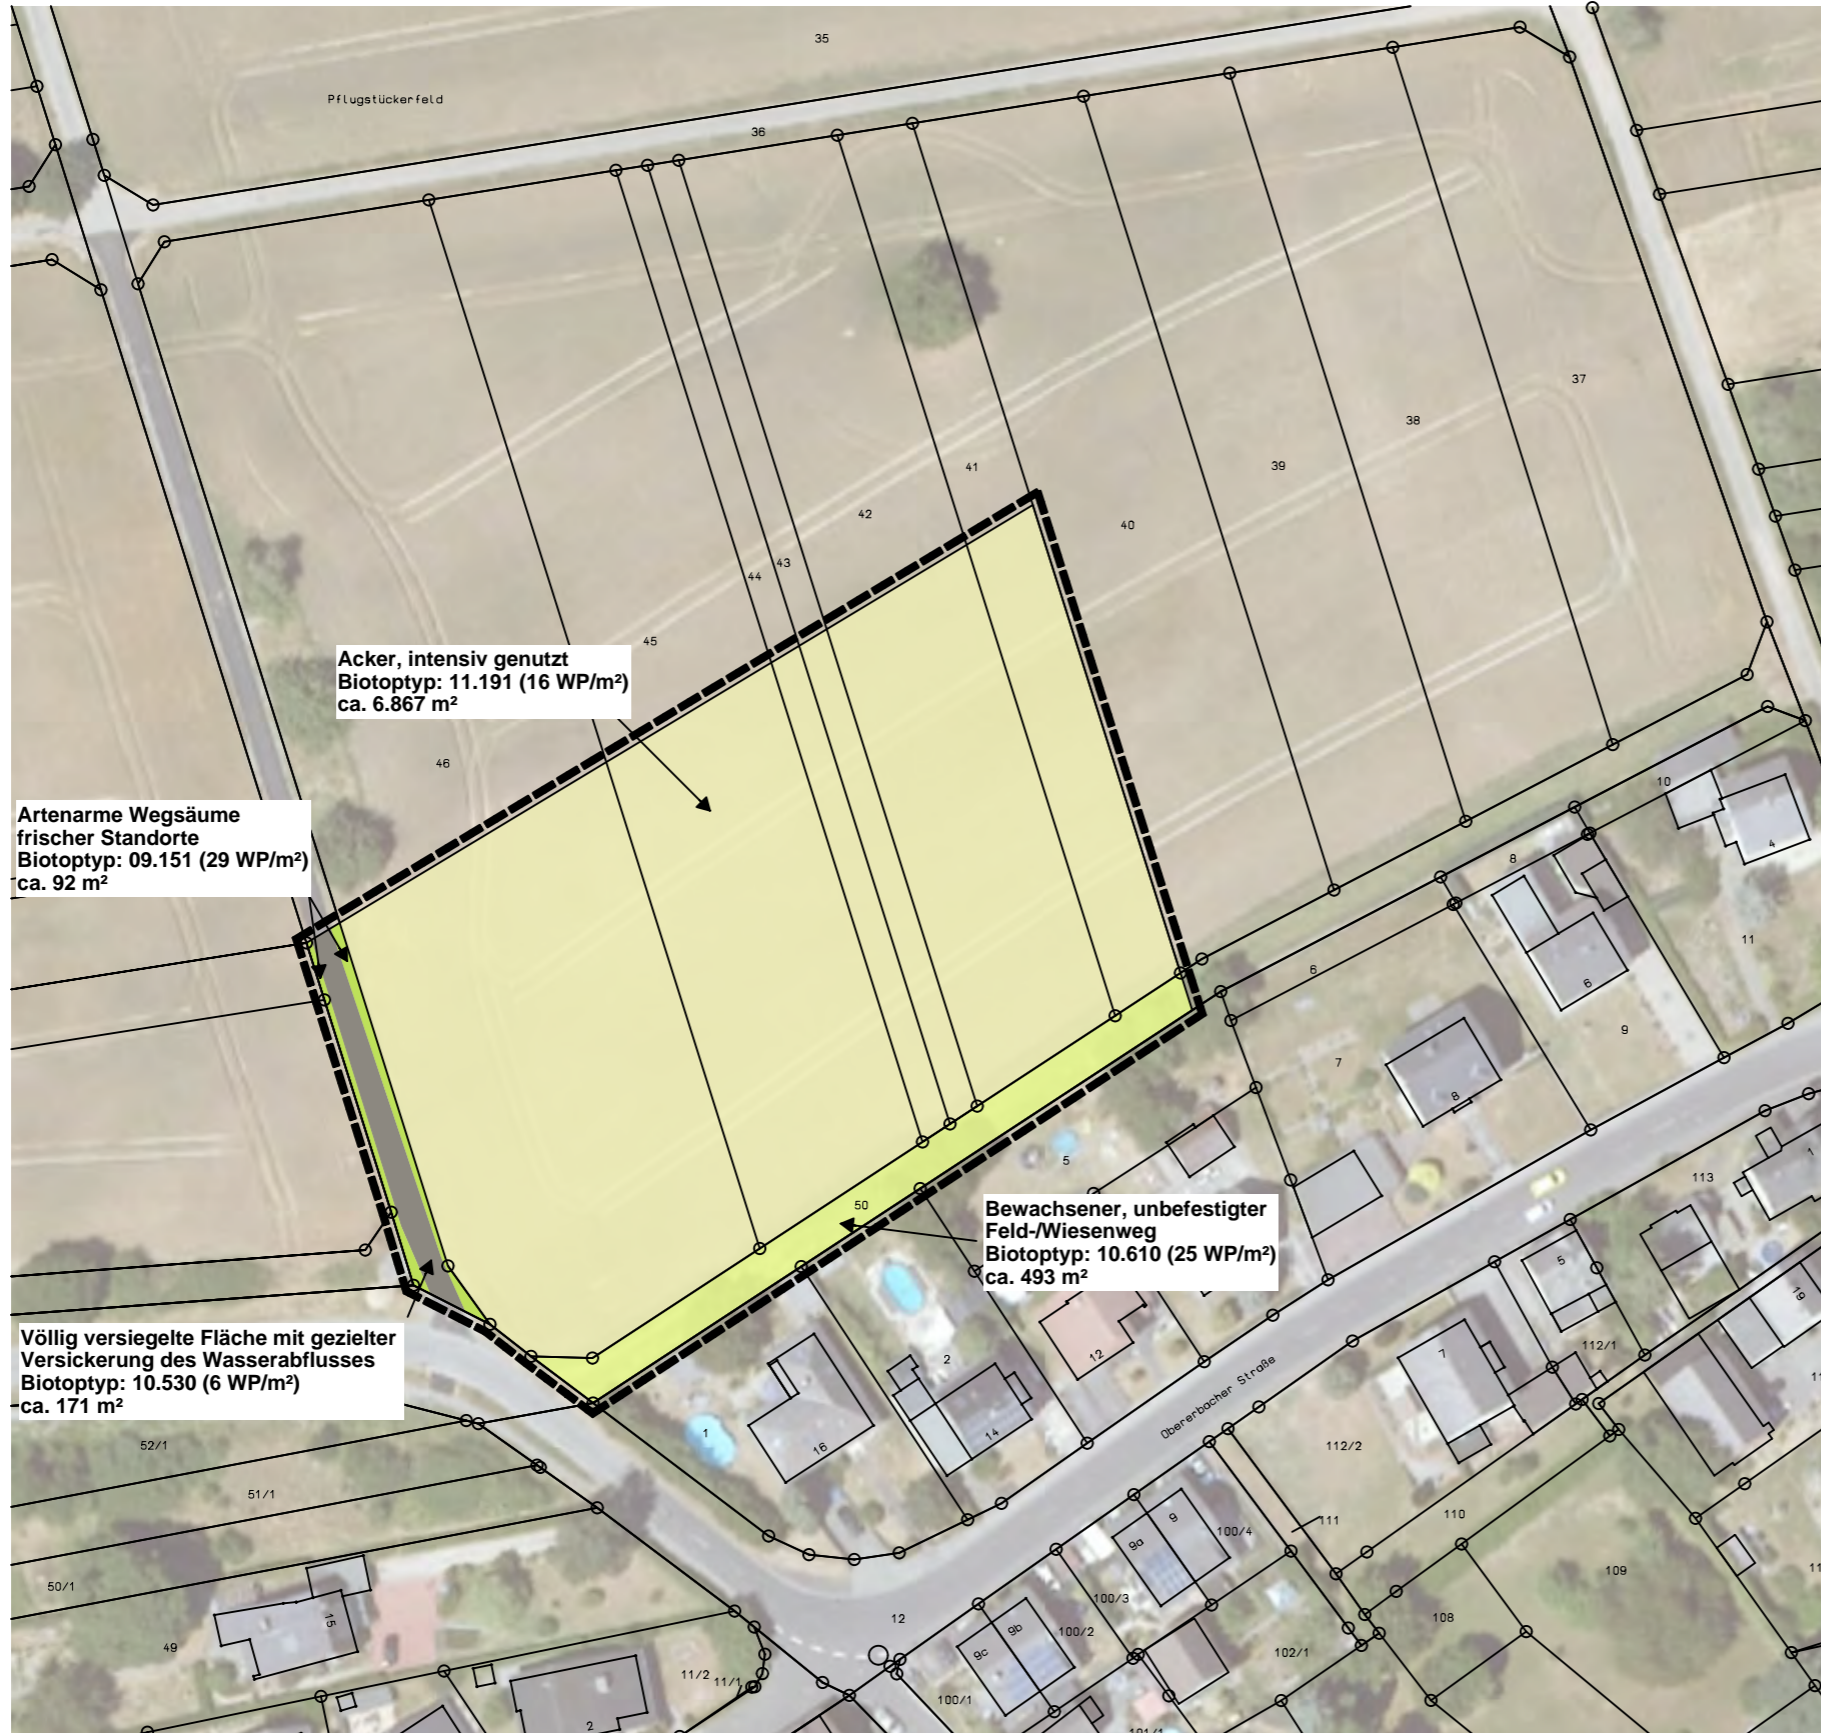 35
Pflugstückerfeld
36
37
38
39
41
42
40
43
44
45
Acker, intensiv genutzt
Biotoptyp: 11.191 (16 WP/m²)
ca. 6.867 m²
46
10
4
Artenarme Wegsäume
frischer Standorte
Biotoptyp: 09.151 (29 WP/m²)
ca. 92 m²
8
11
6
6
9
7
8
5
113
1
50
Bewachsener, unbefestigter
Feld-/Wiesenweg
Biotoptyp: 10.610 (25 WP/m²)
ca. 493 m²
5
19
Völlig versiegelte Fläche mit gezielter
Versickerung des Wasserabflusses
Biotoptyp: 10.530 (6 WP/m²)
ca. 171 m²
2
12
7
112/1
Obererbacher Straße
1
16
14
52/1
112/2
51/1
110
111
9
100/4
9a
109
50/1
100/3
15
12
108
49
9b
100/2
9c
102/1
11/2
11/1
100/1
2
101/1